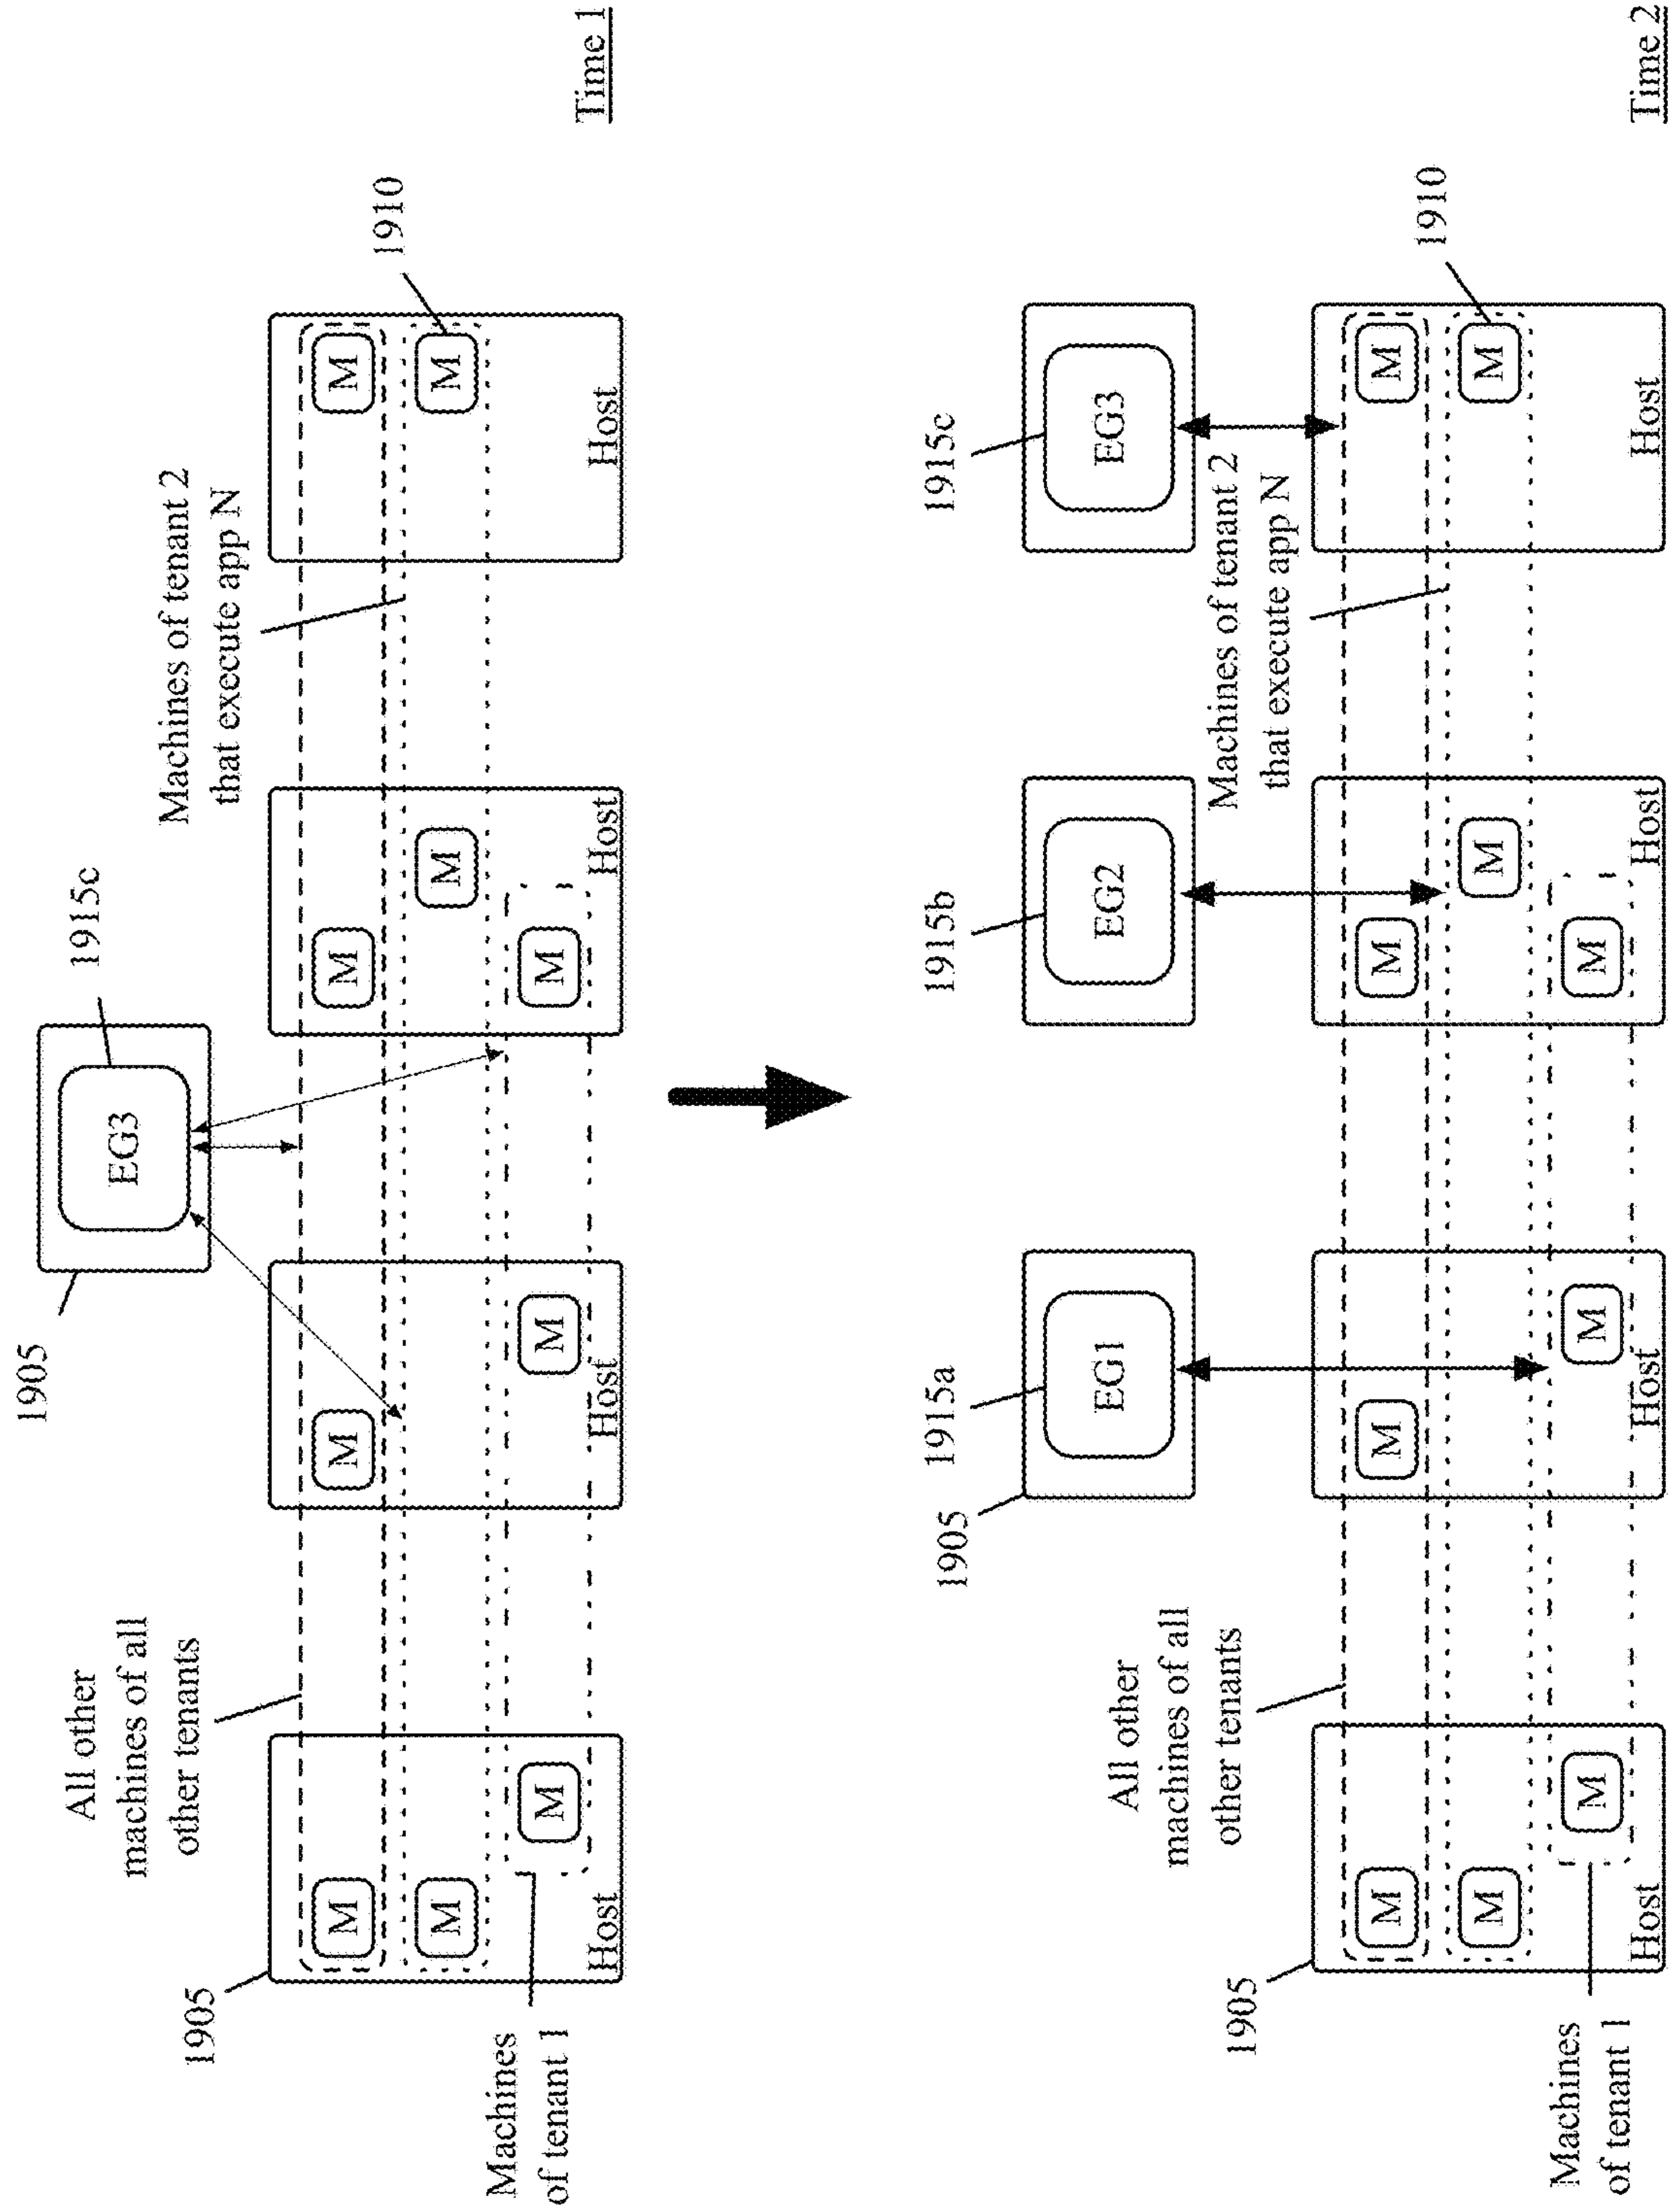 1905
1915c
EG3
All other
machines of all
other tenants
Machines of tenant 2
that execute app N
1905
1910
M M M M
M M M
M M M
Host Host Host Host
Machines
of tenant 1
Time 1
1905
1915a
1915b
1915c
EG1 EG2 EG3
All other
machines of all
other tenants
Machines of tenant 2
that execute app N
1905
1910
M M M M
M M M
M M M
Host Host Host Host
Machines
of tenant 1
Time 2